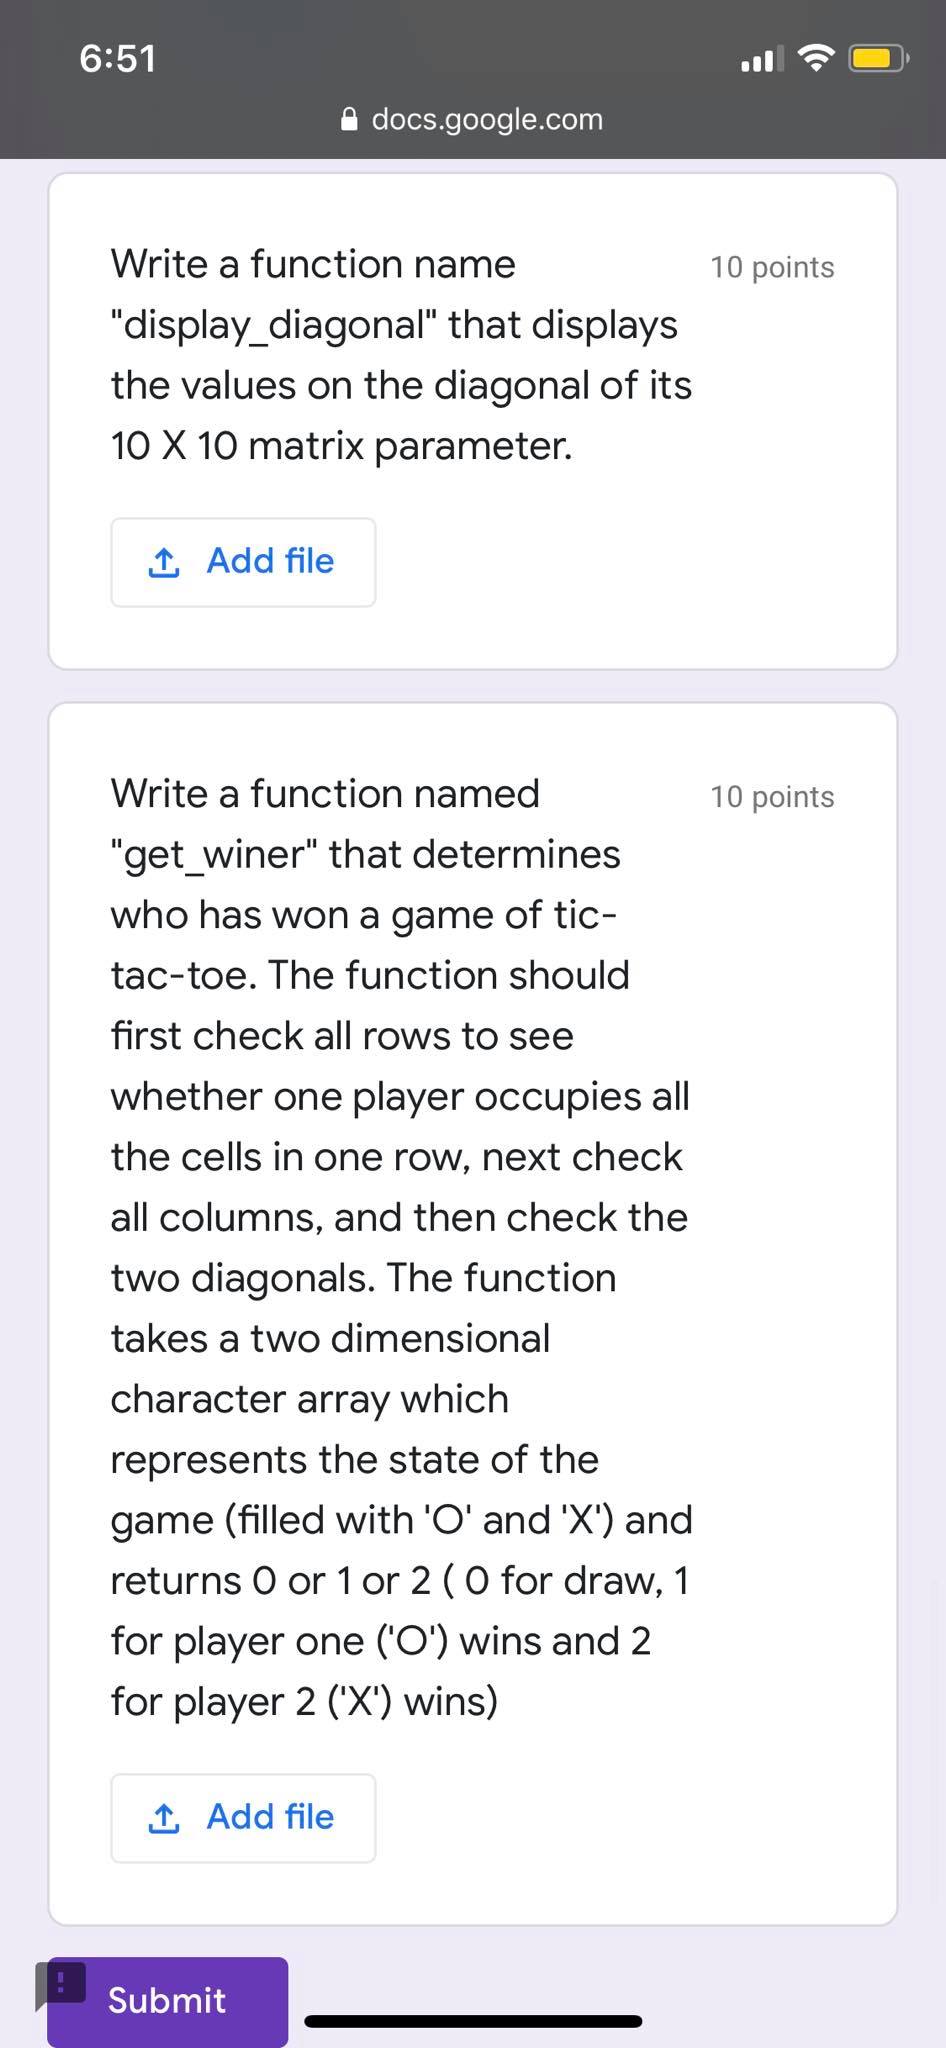 6:51
docs.google.com
Write a function name
10 points
"display_diagonal" that displays
the values on the diagonal of its
10 X 10 matrix parameter.
Add file
Write a function named
10 points
"get_winer" that determines
who has won a game of tic-
tac-toe. The function should
first check all rows to see
whether one player occupies all
the cells in one row, next check
all columns, and then check the
two diagonals. The function
takes a two dimensional
character array which
represents the state of the
game (filled with 'O' and 'X') and
returns 0 or 1 or 2 ( 0 for draw, 1
for player one ('O') wins and 2
for player 2 ('X') wins)
Add file
Submit